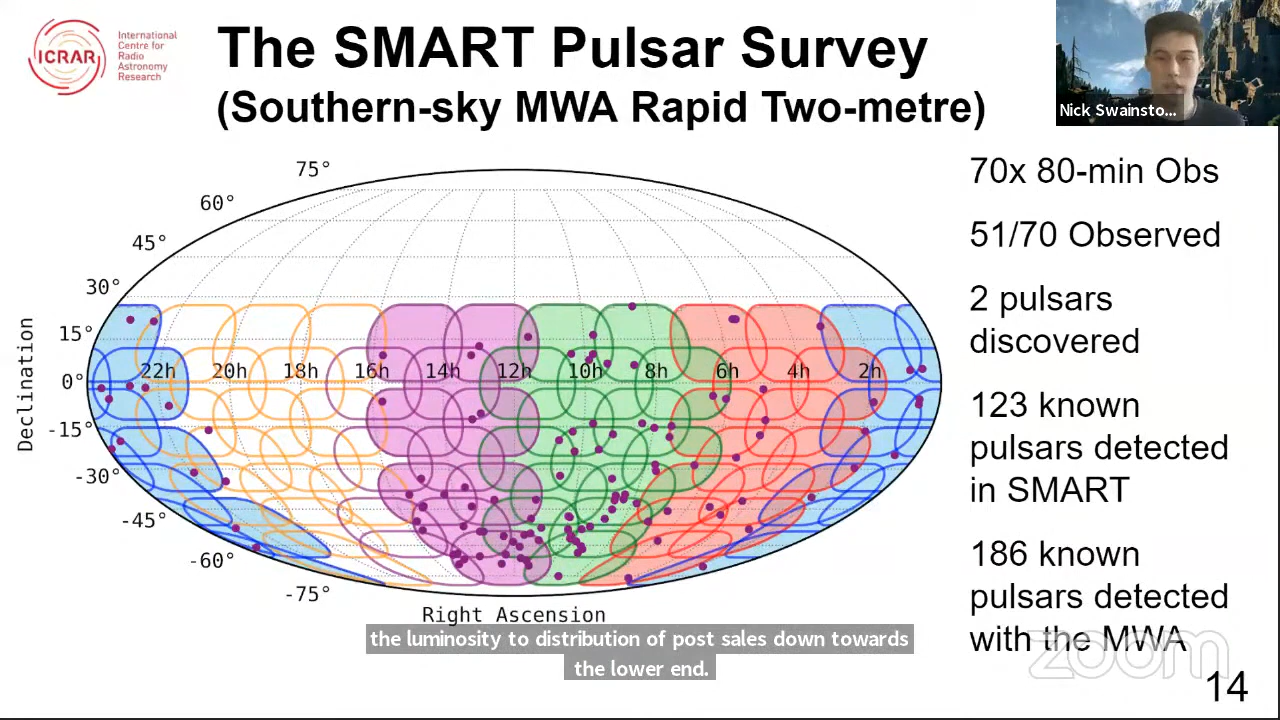 ICRAR
International
Centre for
Radio
Astronomy
Research
The SMART Pulsar Survey
(Southern-sky MWA Rapid Two-metre)
Nick Swainsto...
75°
60°
45°
30°
15°
0°
-15°
-30°
-45°
-60°
-75°
Declination
22h 20h 18h 16h 14h 12h 10h 8h 6h 4h 2h
Right Ascension
70x 80-min Obs
51/70 Observed
2 pulsars
discovered
123 known
pulsars detected
in SMART
186 known
pulsars detected
with the MWA
the luminosity to distribution of post sales down towards
the lower end.
zoom
14